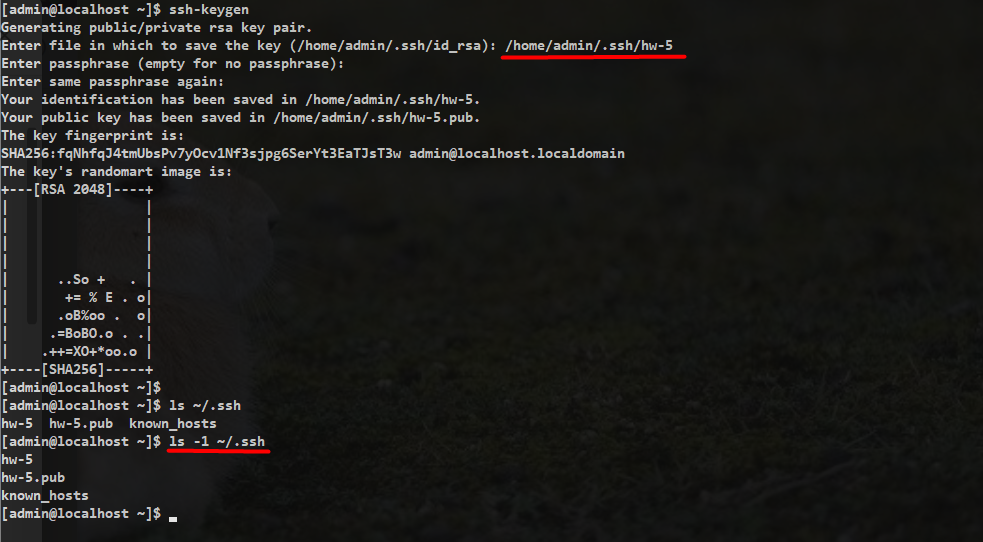 [admin@localhost ~]$ ssh-keygen
Generating public/private rsa key pair.
Enter file in which to save the key (/home/admin/.ssh/id_rsa): /home/admin/.ssh/hw-5
Enter passphrase (empty for no passphrase):
Enter same passphrase again:
Your identification has been saved in /home/admin/.ssh/hw-5.
Your public key has been saved in /home/admin/.ssh/hw-5.pub.
The key fingerprint is:
SHA256:fqNhfqJ4tmUbsPv7yOcvlNf3sjpg6SerYt3EaTJsT3w admin@localhost.localdomain
The key's randomart image is:
+---[RSA 2048]----+
|                 |
|                 |
|                 |
|                 |
|      ..So +   . |
|       += % E . o|
|      .oB%oo .  o|
|     .=BoBO.o . .|
|    .++=XO+*oo.o |
+----[SHA256]-----+
[admin@localhost ~]$
[admin@localhost ~]$ ls ~/.ssh
hw-5  hw-5.pub  known_hosts
[admin@localhost ~]$ ls -1 ~/.ssh
hw-5
hw-5.pub
known_hosts
[admin@localhost ~]$